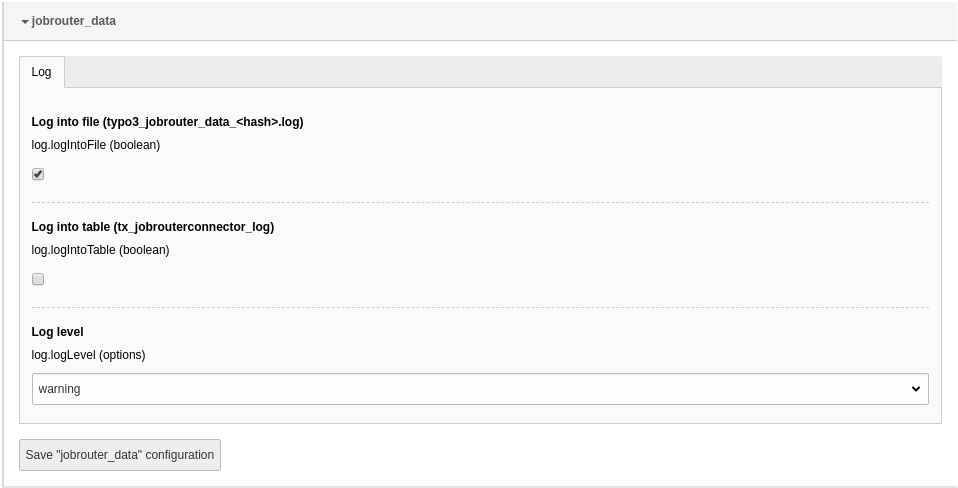 jobrouter_data
Log
Log into file (typo3_jobrouter_data_<hash>.log)
log.logIntoFile (boolean)
Log into table (tx_jobrouterconnector_log)
log.logIntoTable (boolean)
Log level
log.logLevel (options)
warning
Save "jobrouter_data" configuration